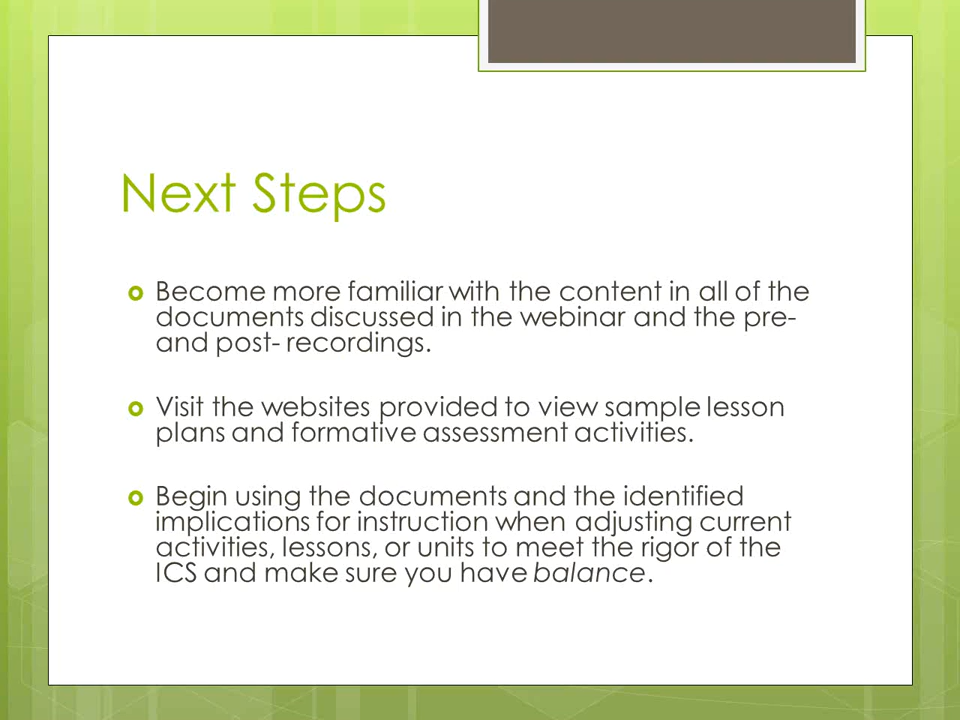 Next Steps
Become more familiar with the content in all of the
documents discussed in the webinar and the pre-
and post- recordings.
Visit the websites provided to view sample lesson
plans and formative assessment activities.
Begin using the documents and the identified
implications for instruction when adjusting current
activities, lessons, or units to meet the rigor of the
ICS and make sure you have balance.